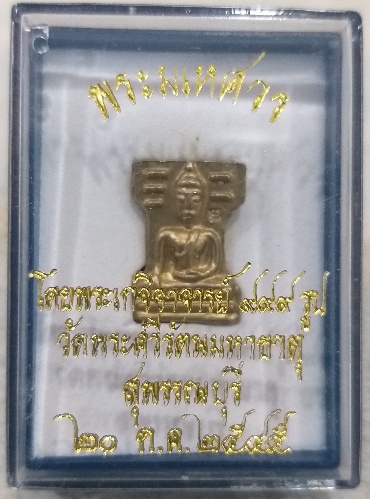 พระมเหศวร
โดยพระเกจิอาจารย์ ๙๙๙ รูป
วัดพระศรีรัตนมหาธาตุ
สุพรรณบุรี
๒๐ ก.ค. ๒๕๔๕